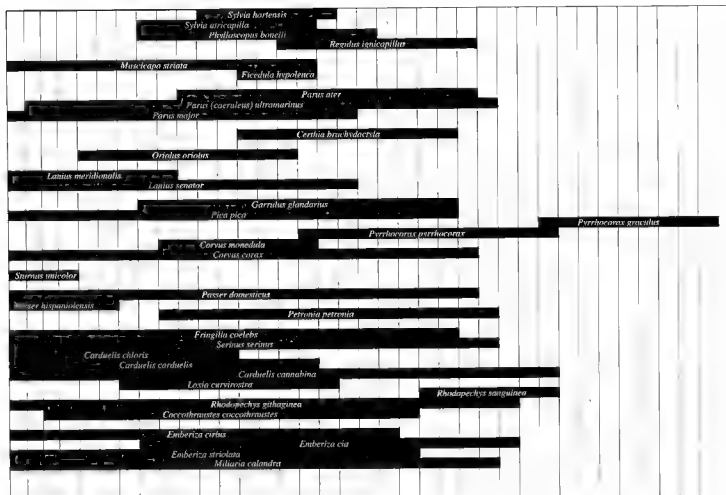 Sylvia hortensis
Sylvia atricapilla
Phylloscopus bonelli
Regulus ignicapillus
Muscicapa striata
Ficedula hypoleuca
Parus ater
Parus (caeruleus) ultramarinus
Parus major
Certhia brachydactyla
Oriolus oriolus
Lanius meridionalis
Lanius senator
Garrulus glandarius
Pica pica
Pyrrhocorax graculus
Pyrrhocorax pyrrhocorax
Corvus monedula
Corvus corax
Sturnus unicolor
Passer domesticus
ser hispaniolensis
Petronia petronia
Fringilla coelebs
Serinus serinus
Carduelis chloris
Carduelis carduelis
Carduelis cannabina
Loxia curvirostra
Rhodopechys sanguinea
Rhodopechys githaginea
Coccothraustes coccothraustes
Emberiza cirlus
Emberiza cia
Emberiza striolata
Miliaria calandra